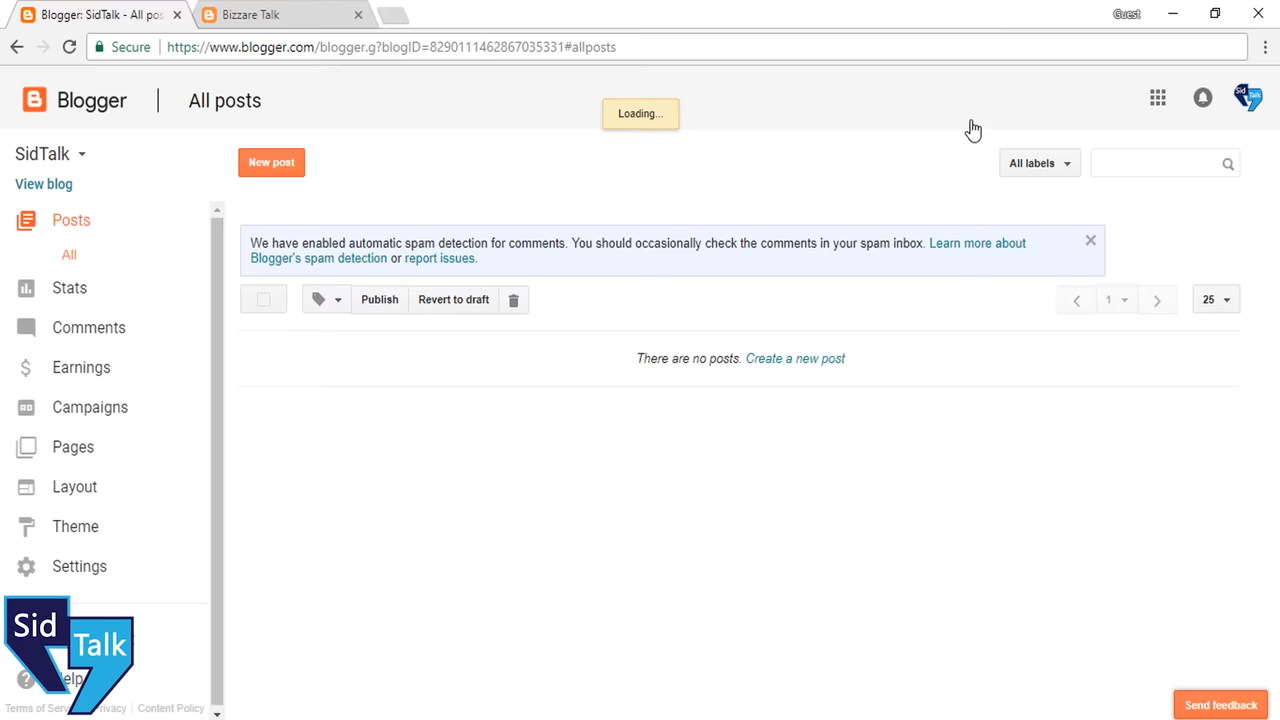 Blogger: SidTalk - All pos
Bizzare Talk
Guest
Secure
https://www.blogger.com/blogger.g?blogID=8290111462867035331#allposts
Blogger
All posts
Loading...
Sid
Talk
SidTalk
New post
All labels
View blog
Posts
All
We have enabled automatic spam detection for comments. You should occasionally check the comments in your spam inbox. Learn more about
Blogger's spam detection or report issues.
Stats
Publish
Revert to draft
1
25
Comments
There are no posts. Create a new post
Earnings
Campaigns
Pages
Layout
Theme
Settings
Sid
Talk
Content Policy
Send feedback